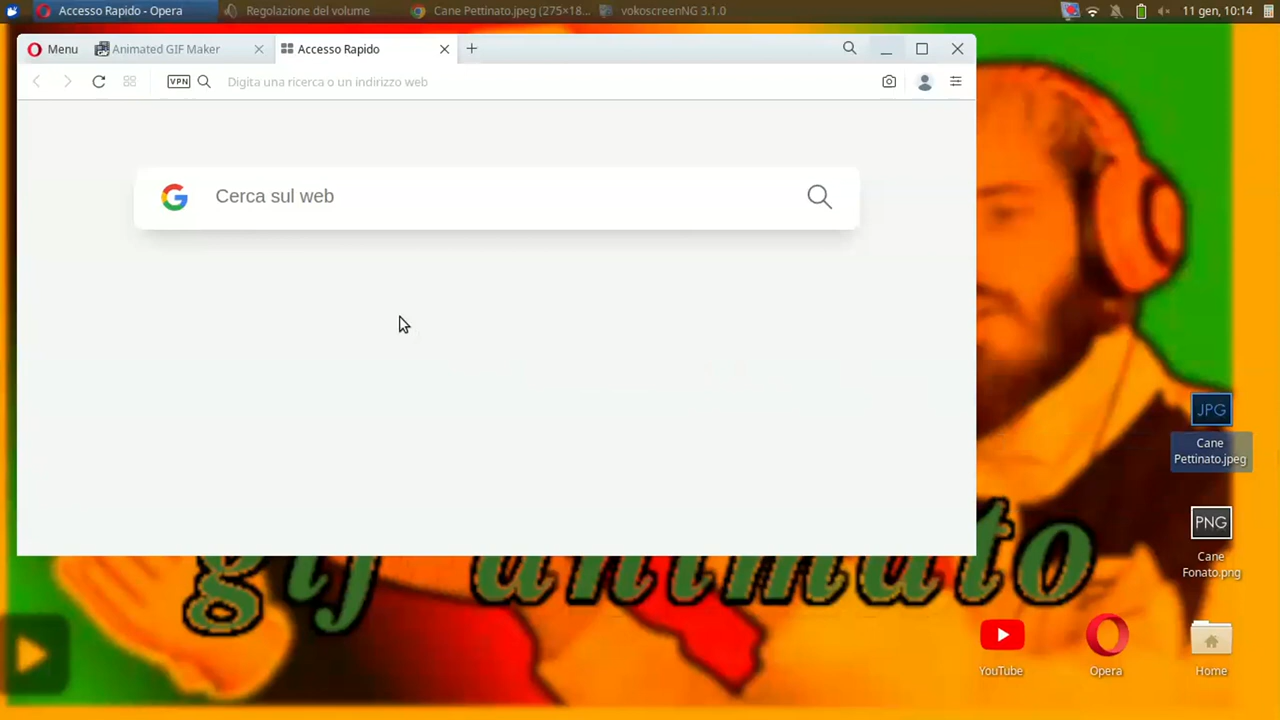 Accesso Rapido - Opera
Regolazione del volume
Cane Pettinato.jpeg (275×18...
vokoscreenNG 3.1.0
11 gen, 10:14
Menu
Animated GIF Maker
Accesso Rapido
VPN
Digita una ricerca o un indirizzo web
Cerca sul web
JPG
Cane
Pettinato.jpeg
gif animato
PNG
Cane
Fonato.png
YouTube
Opera
Home